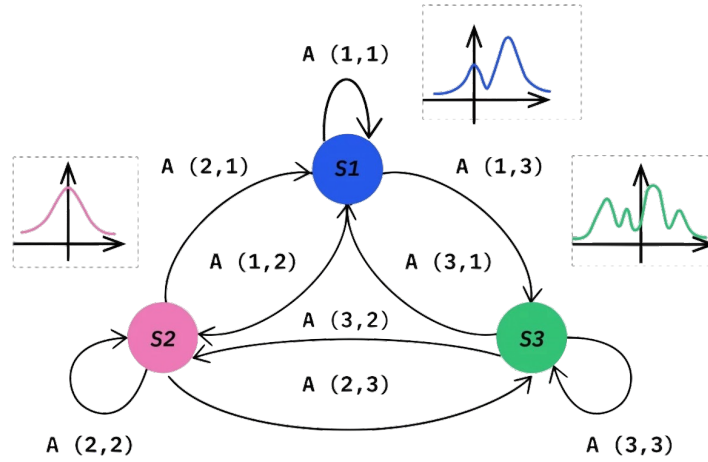 A (1,1)
S1
A (2,1)
A (1,3)
A (1,2)
A (3,1)
A (3,2)
S2
S3
A (2,3)
A (2,2)
A (3,3)